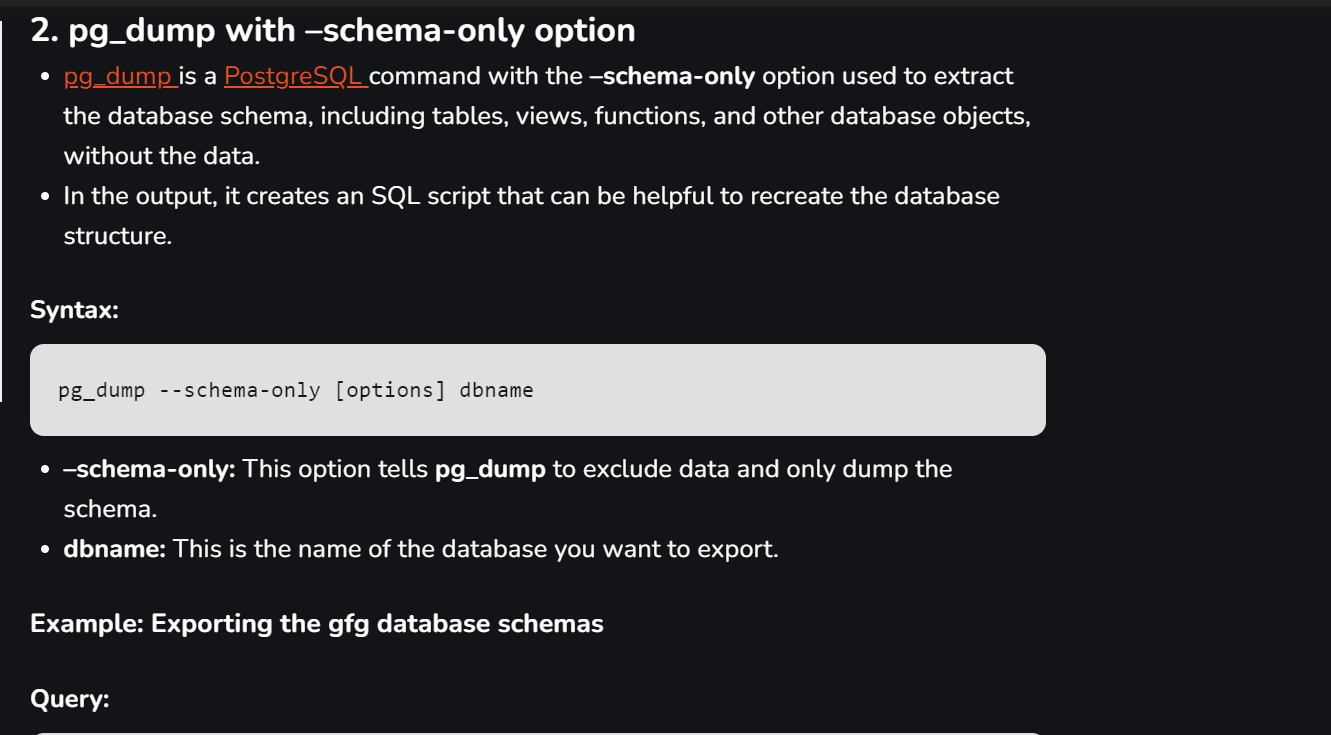 2. pg_dump with –schema-only option
• pg_dump is a PostgreSQL command with the –schema-only option used to extract
the database schema, including tables, views, functions, and other database objects,
without the data.
• In the output, it creates an SQL script that can be helpful to recreate the database
structure.
Syntax:
pg_dump --schema-only [options] dbname
• –schema-only: This option tells pg_dump to exclude data and only dump the
schema.
• dbname: This is the name of the database you want to export.
Example: Exporting the gfg database schemas
Query: